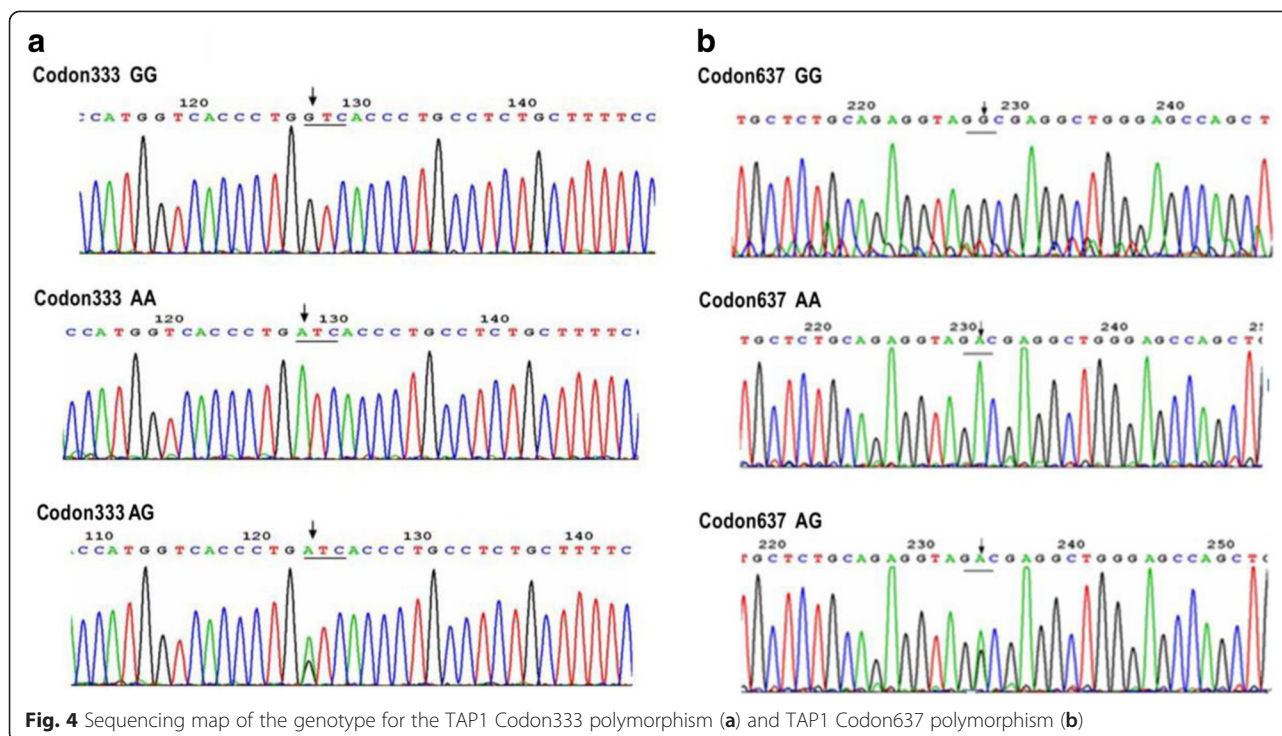 a
Codon333 GG
120 130 140
CCATGGTCACCCTGGTCACCCTGCCTCTGCTTTTCC
Codon333 AA
120 130 140
CCATGGTCACCCTGATCACCCTGCCTCTGCTTTTC
Codon333 AG
110 120 130 140
CCATGGTCACCCTGATCACCCTGCCTCTGCTTTTC
b
Codon637 GG
220 230 240
TGCTCTGCAGAGGTAGGCGAGGCTGGGAGCCAGCT
Codon637 AA
220 230 240
TGCTCTGCAGAGGTAGACGAGGCTGGGAGCCAGCT
Codon637 AG
220 230 240 250
TGCTCTGCAGAGGTAGACGAGGCTGGGAGCCAGCT
Fig. 4 Sequencing map of the genotype for the TAP1 Codon333 polymorphism (a) and TAP1 Codon637 polymorphism (b)